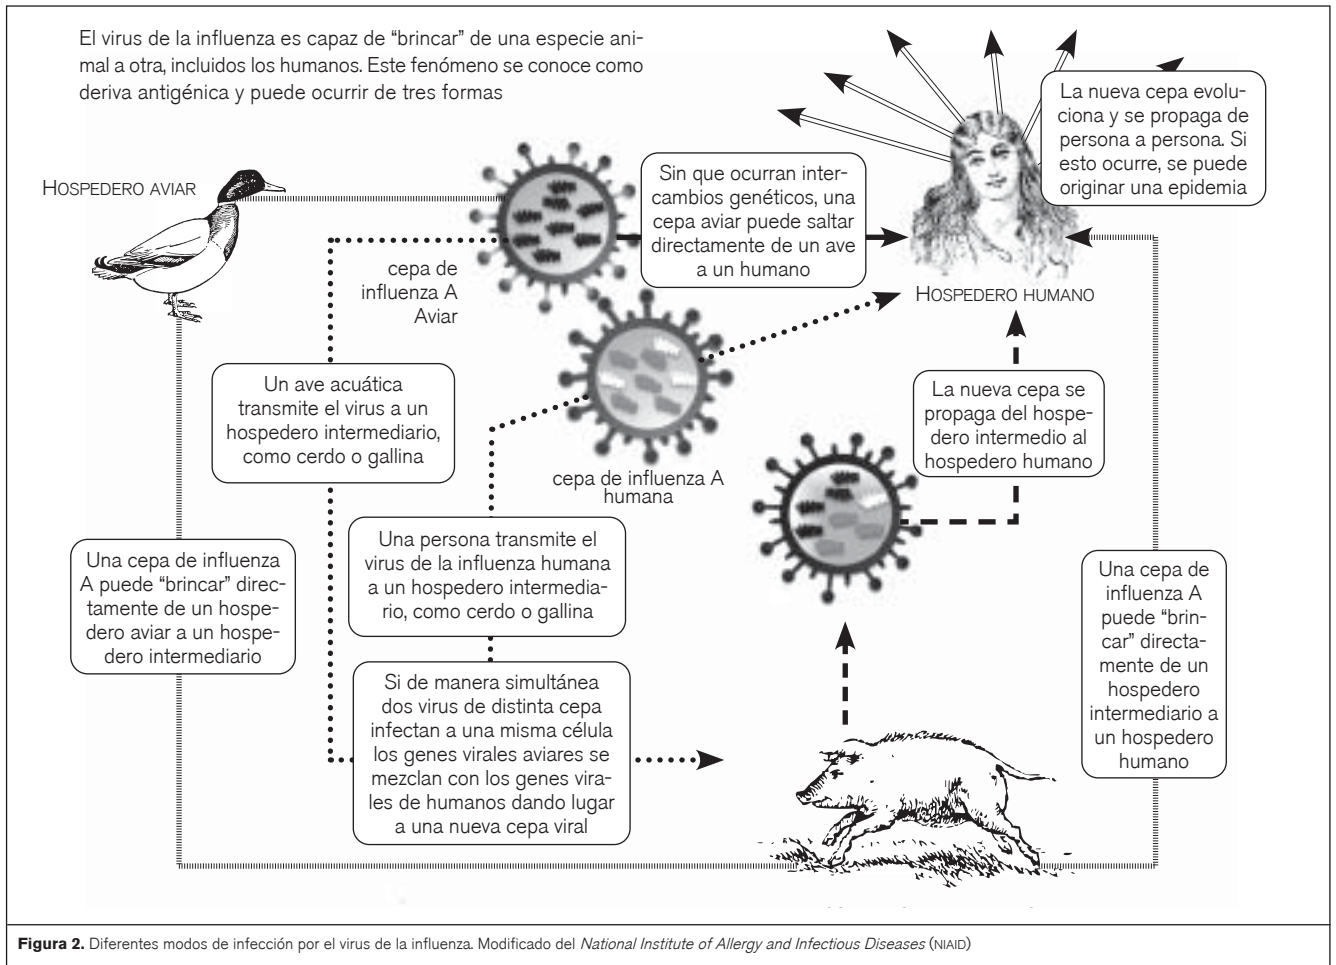 El virus de la influenza es capaz de “brincar” de una especie ani-
mal a otra, incluidos los humanos. Este fenómeno se conoce como
deriva antigénica y puede ocurrir de tres formas
HOSPEDERO AVIAR
cepa de
influenza A
Aviar
Sin que ocurran inter-
cambios genéticos, una
cepa aviar puede saltar
directamente de un ave
a un humano
La nueva cepa evolu-
ciona y se propaga de
persona a persona. Si
esto ocurre, se puede
originar una epidemia
HOSPEDERO HUMANO
Un ave acuática
transmite el virus a un
hospedero intermediario,
como cerdo o gallina
cepa de influenza A
humana
La nueva cepa se
propaga del hospe-
dero intermedio al
hospedero humano
Una cepa de influenza
A puede “brincar” direc-
tamente de un hospe-
dero aviar a un hospe-
dero intermediario
Una persona transmite el
virus de la influenza humana
a un hospedero intermedia-
rio, como cerdo o gallina
Si de manera simultánea
dos virus de distinta cepa
infectan a una misma célula
los genes virales aviares se
mezclan con los genes vira-
les de humanos dando lugar
a una nueva cepa viral
Una cepa de
influenza A
puede “brin-
car” directa-
mente de un
hospedero
intermediario a
un hospedero
humano
Figura 2. Diferentes modos de infección por el virus de la influenza. Modificado del National Institute of Allergy and Infectious Diseases (NIAID)